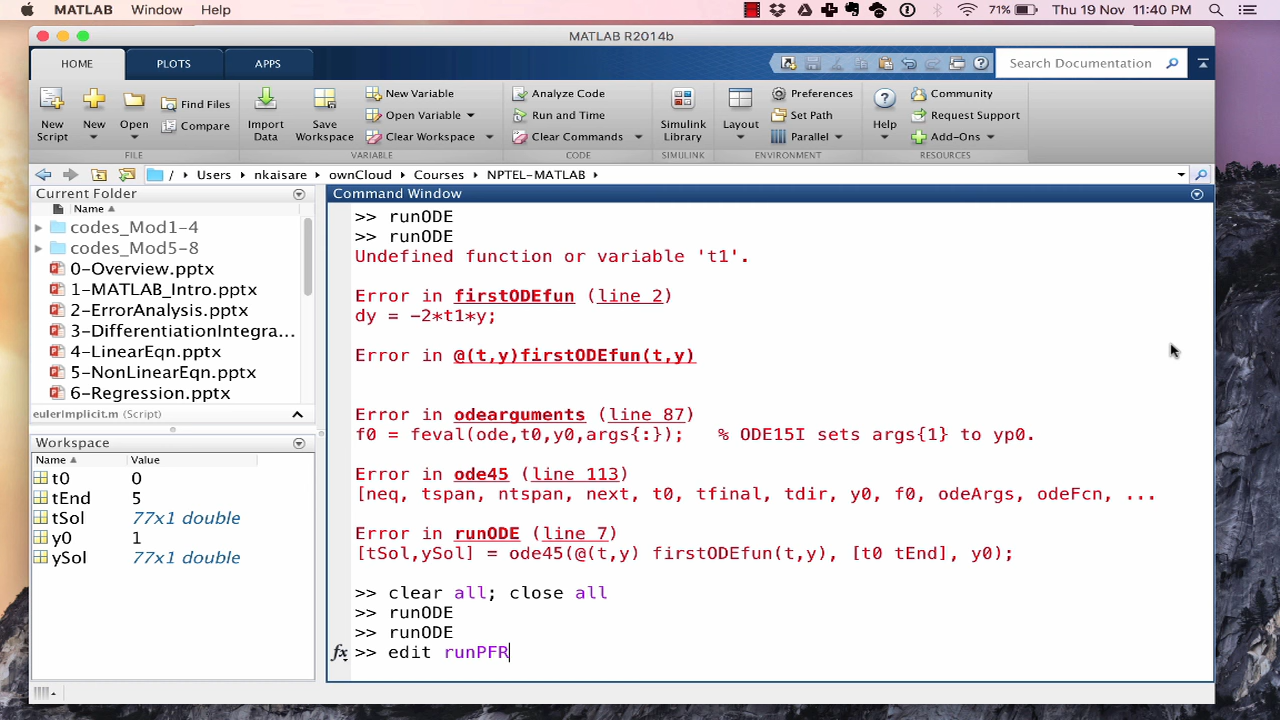 MATLAB Window Help 71% Thu 19 Nov 11:40 PM
MATLAB R2014b
HOME PLOTS APPS Search Documentation
New Script New Open Find Files Compare Import Data Save Workspace New Variable Open Variable Clear Workspace Analyze Code Run and Time Clear Commands Simulink Library Layout Preferences Set Path Parallel Help Community Request Support Add-Ons
FILE VARIABLE CODE SIMULINK ENVIRONMENT RESOURCES
/ Users nkaisare ownCloud Courses NPTEL-MATLAB
Current Folder
Name
codes_Mod1-4
codes_Mod5-8
0-Overview.pptx
1-MATLAB_Intro.pptx
2-ErrorAnalysis.pptx
3-DifferentiationIntegra...
4-LinearEqn.pptx
5-NonLinearEqn.pptx
6-Regression.pptx
eulerImplicit.m (Script)
Workspace
Name Value
t0 0
tEnd 5
tSol 77x1 double
y0 1
ySol 77x1 double
Command Window
>> runODE
>> runODE
Undefined function or variable 't1'.
Error in firstODEfun (line 2)
dy = -2*t1*y;
Error in @(t,y)firstODEfun(t,y)
Error in odearguments (line 87)
f0 = feval(ode,t0,y0,args{:}); % ODE15I sets args{1} to yp0.
Error in ode45 (line 113)
[neq, tspan, ntspan, next, t0, tfinal, tdir, y0, f0, odeArgs, odeFcn, ...
Error in runODE (line 7)
[tSol,ySol] = ode45(@(t,y) firstODEfun(t,y), [t0 tEnd], y0);
>> clear all; close all
>> runODE
>> runODE
fx >> edit runPFR